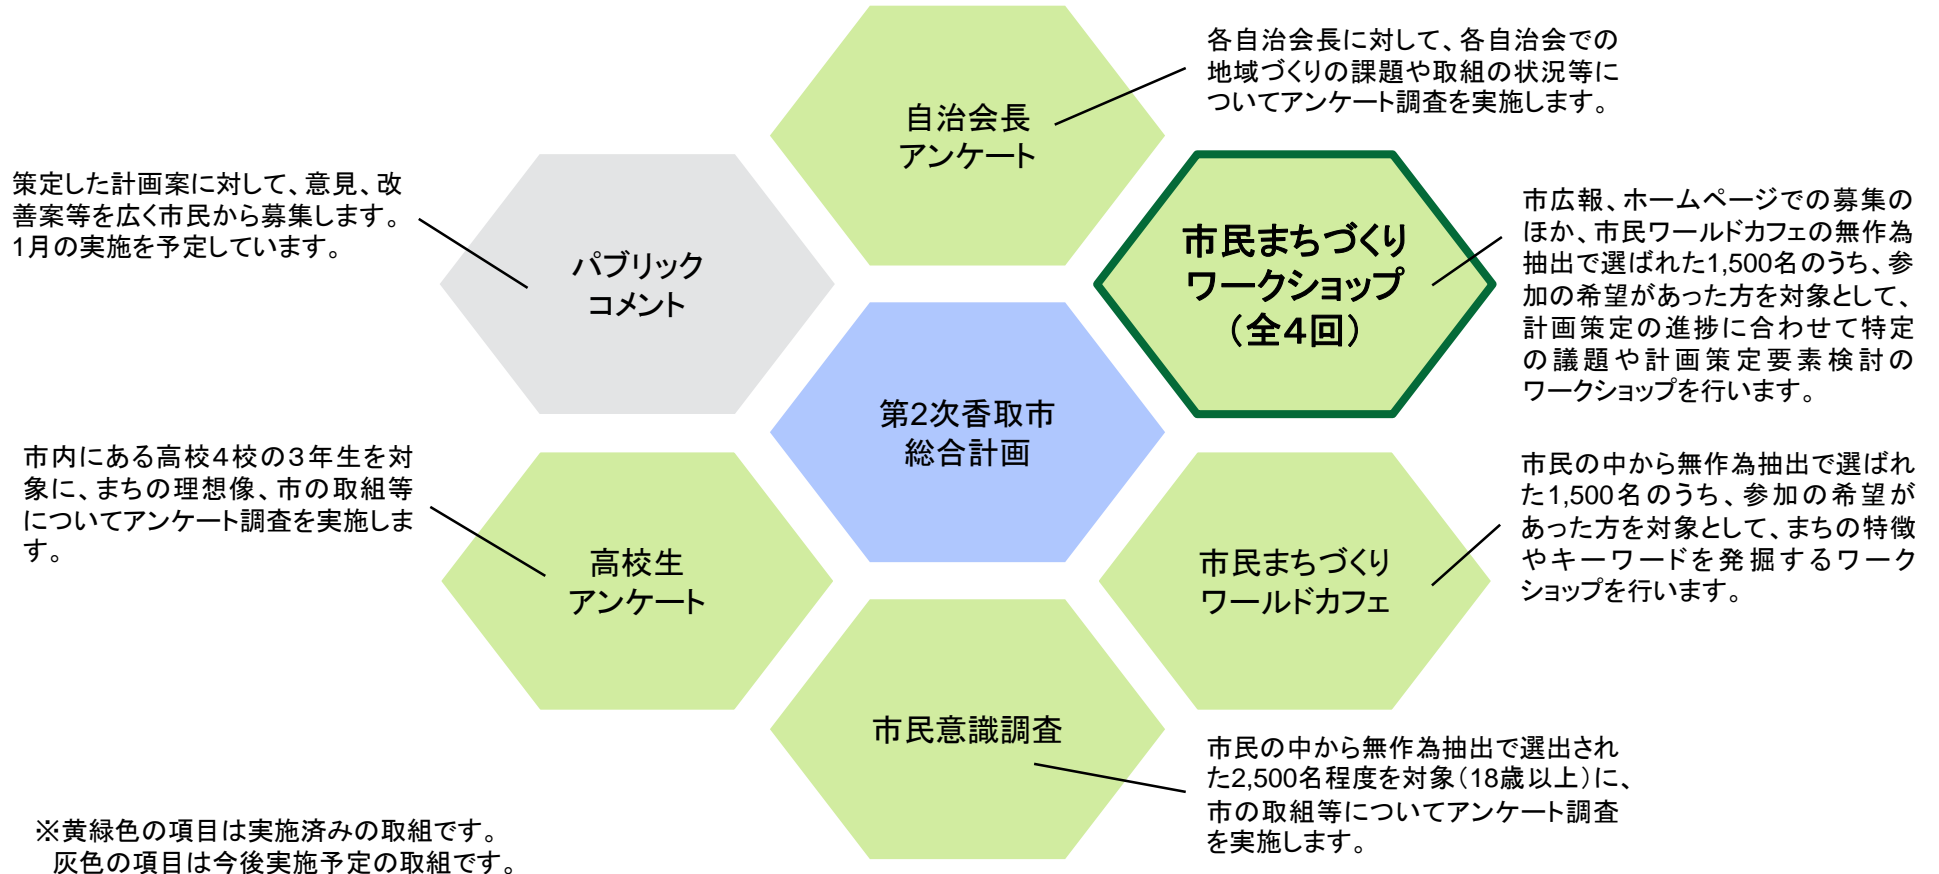 各自治会長に対して、各自治会での
地域づくりの課題や取組の状況等に
ついてアンケート調査を実施します。
自治会長
アンケート
策定した計画案に対して、意見、改
善案等を広く市民から募集します。
1月の実施を予定しています。
パブリック
コメント
市民まちづくり
ワークショップ
（全４回）
市広報、ホームページでの募集の
ほか、市民ワールドカフェの無作為
抽出で選ばれた1,500名のうち、参
加の希望があった方を対象として、
計画策定の進捗に合わせて特定
の議題や計画策定要素検討の
ワークショップを行います。
第2次香取市
総合計画
市内にある高校４校の３年生を対
象に、まちの理想像、市の取組等
についてアンケート調査を実施しま
す。
高校生
アンケート
市民まちづくり
ワールドカフェ
市民の中から無作為抽出で選ばれ
た1,500名のうち、参加の希望が
あった方を対象として、まちの特徴
やキーワードを発掘するワーク
ショップを行います。
市民意識調査
市民の中から無作為抽出で選出され
た2,500名程度を対象（18歳以上）に、
市の取組等についてアンケート調査
を実施します。
※黄緑色の項目は実施済みの取組です。
灰色の項目は今後実施予定の取組です。